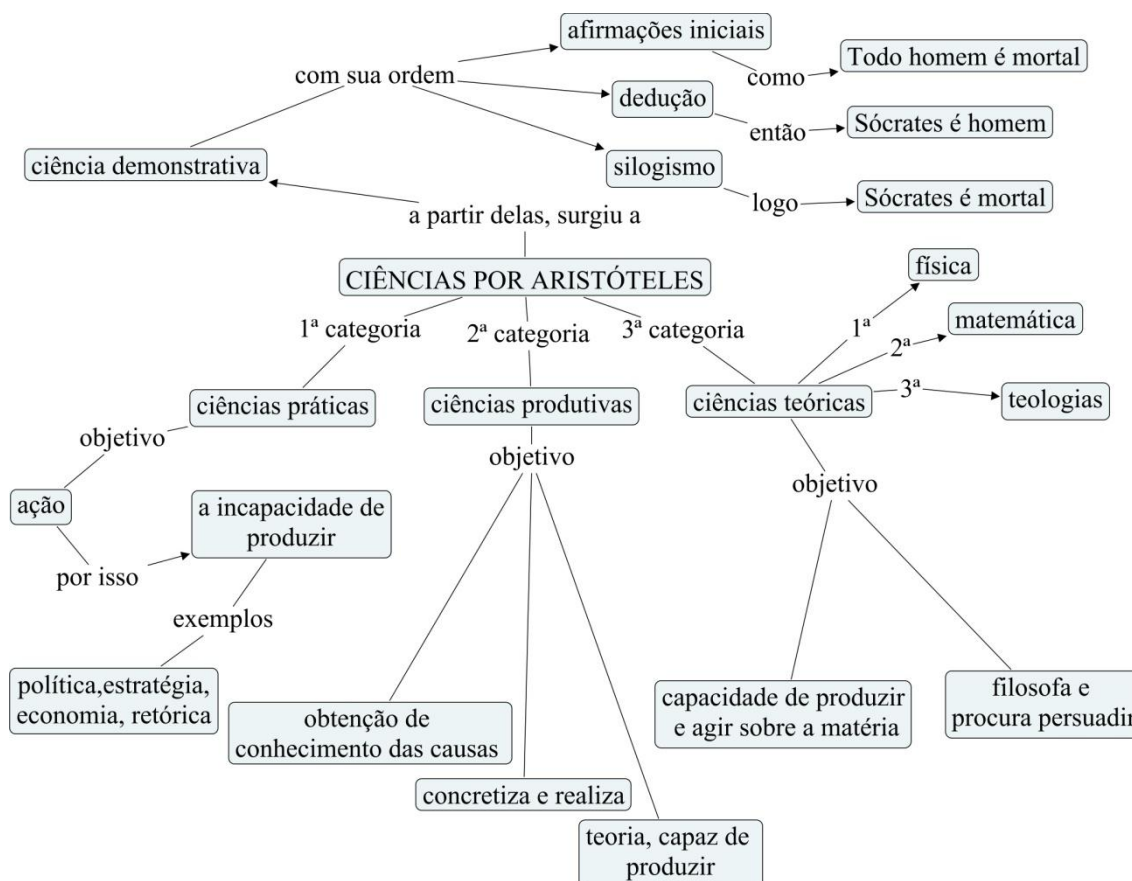 afirmações iniciais
com sua ordem
como
Todo homem é mortal
dedução
então
Sócrates é homem
ciência demonstrativa
silogismo
logo
Sócrates é mortal
a partir delas, surgiu a
CIÊNCIAS POR ARISTÓTELES
física
1ª categoria
2ª categoria
3ª categoria
1ª
matemática
2ª
3ª
teologias
ciências práticas
ciências produtivas
ciências teóricas
objetivo
objetivo
objetivo
ação
a incapacidade de
produzir
por isso
exemplos
política,estratégia,
economia, retórica
obtenção de
conhecimento das causas
concretiza e realiza
teoria, capaz de
produzir
capacidade de produzir
e agir sobre a matéria
filosofa e
procura persuadir